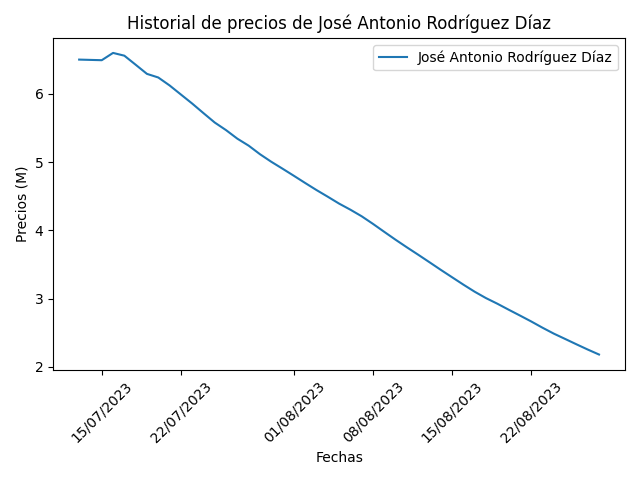 Historial de precios de José Antonio Rodríguez Díaz
José Antonio Rodríguez Díaz
Precios (M)
6
5
4
3
2
15/07/2023
22/07/2023
01/08/2023
08/08/2023
15/08/2023
22/08/2023
Fechas